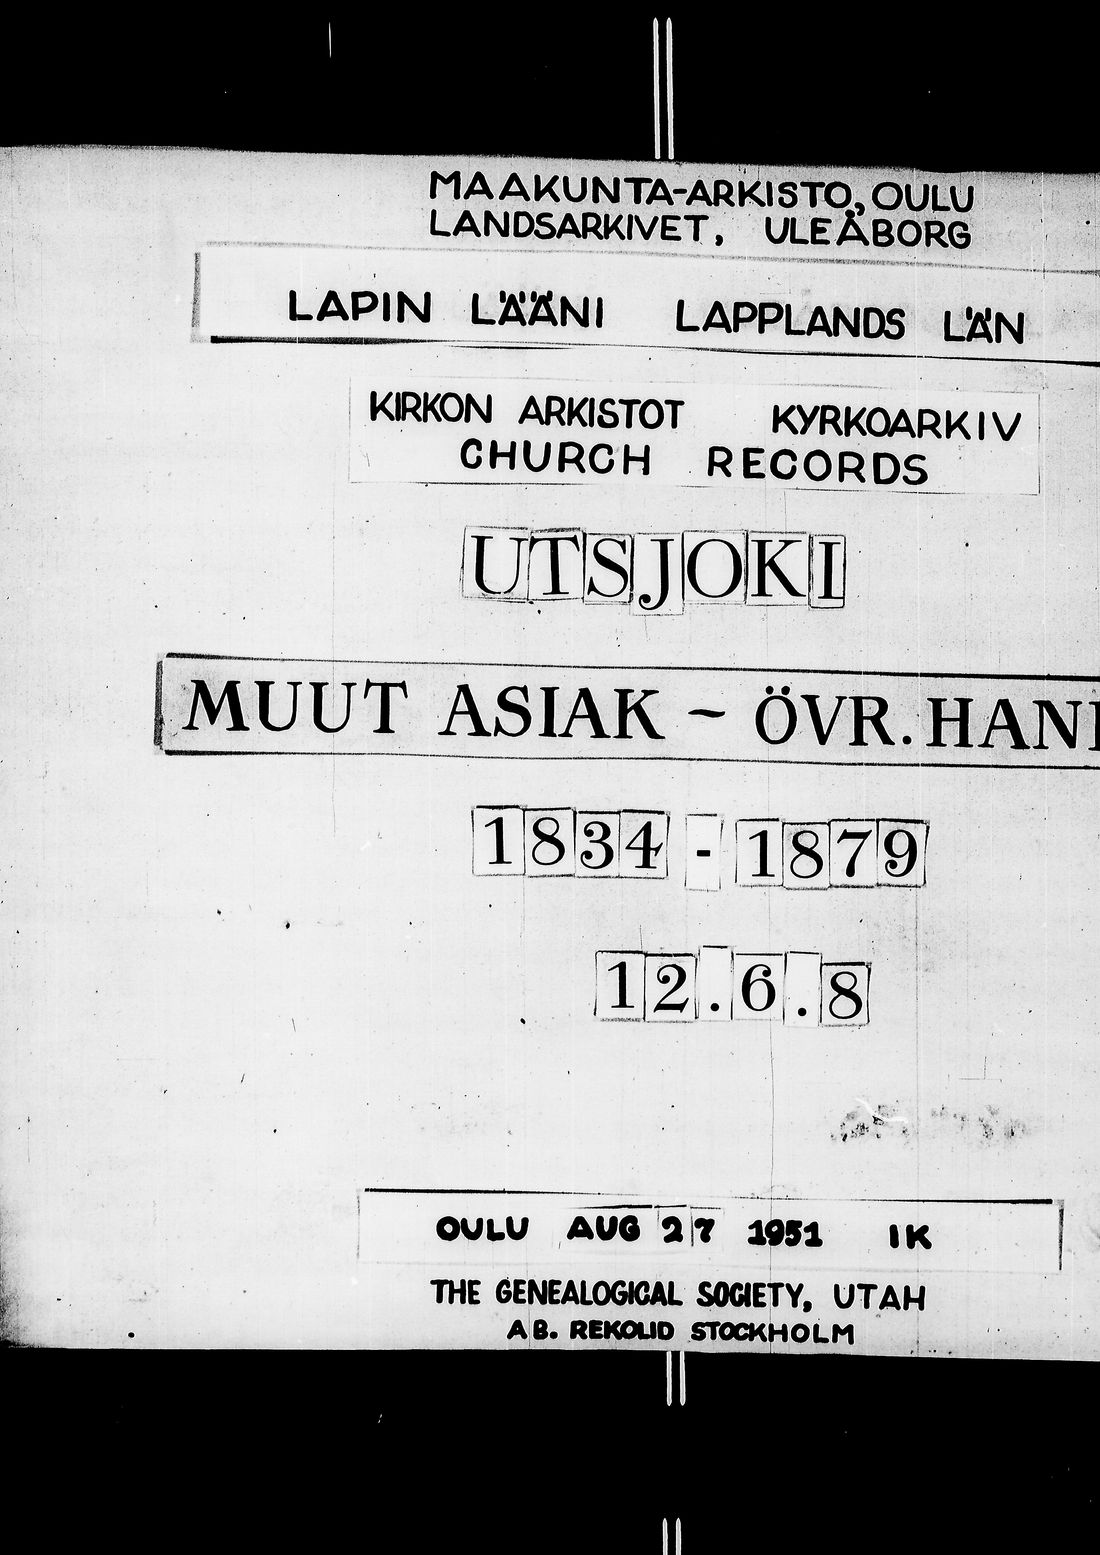 MAAKUNTA-ARKISTO, OULU
LANDSARKIVET, ULEÅBORG
LAPIN LÄÄNI LAPPLANDS LÄN
KIRKON ARKISTOT KYRKOARKIV
CHURCH RECORDS
UTSJOKI
MUUT ASIAK - ÖVR. HAN
1834 - 1879
12.6.8
OULU AUG 27 1951 IK
THE GENEALOGICAL SOCIETY, UTAH
AB. REKOLID STOCKHOLM